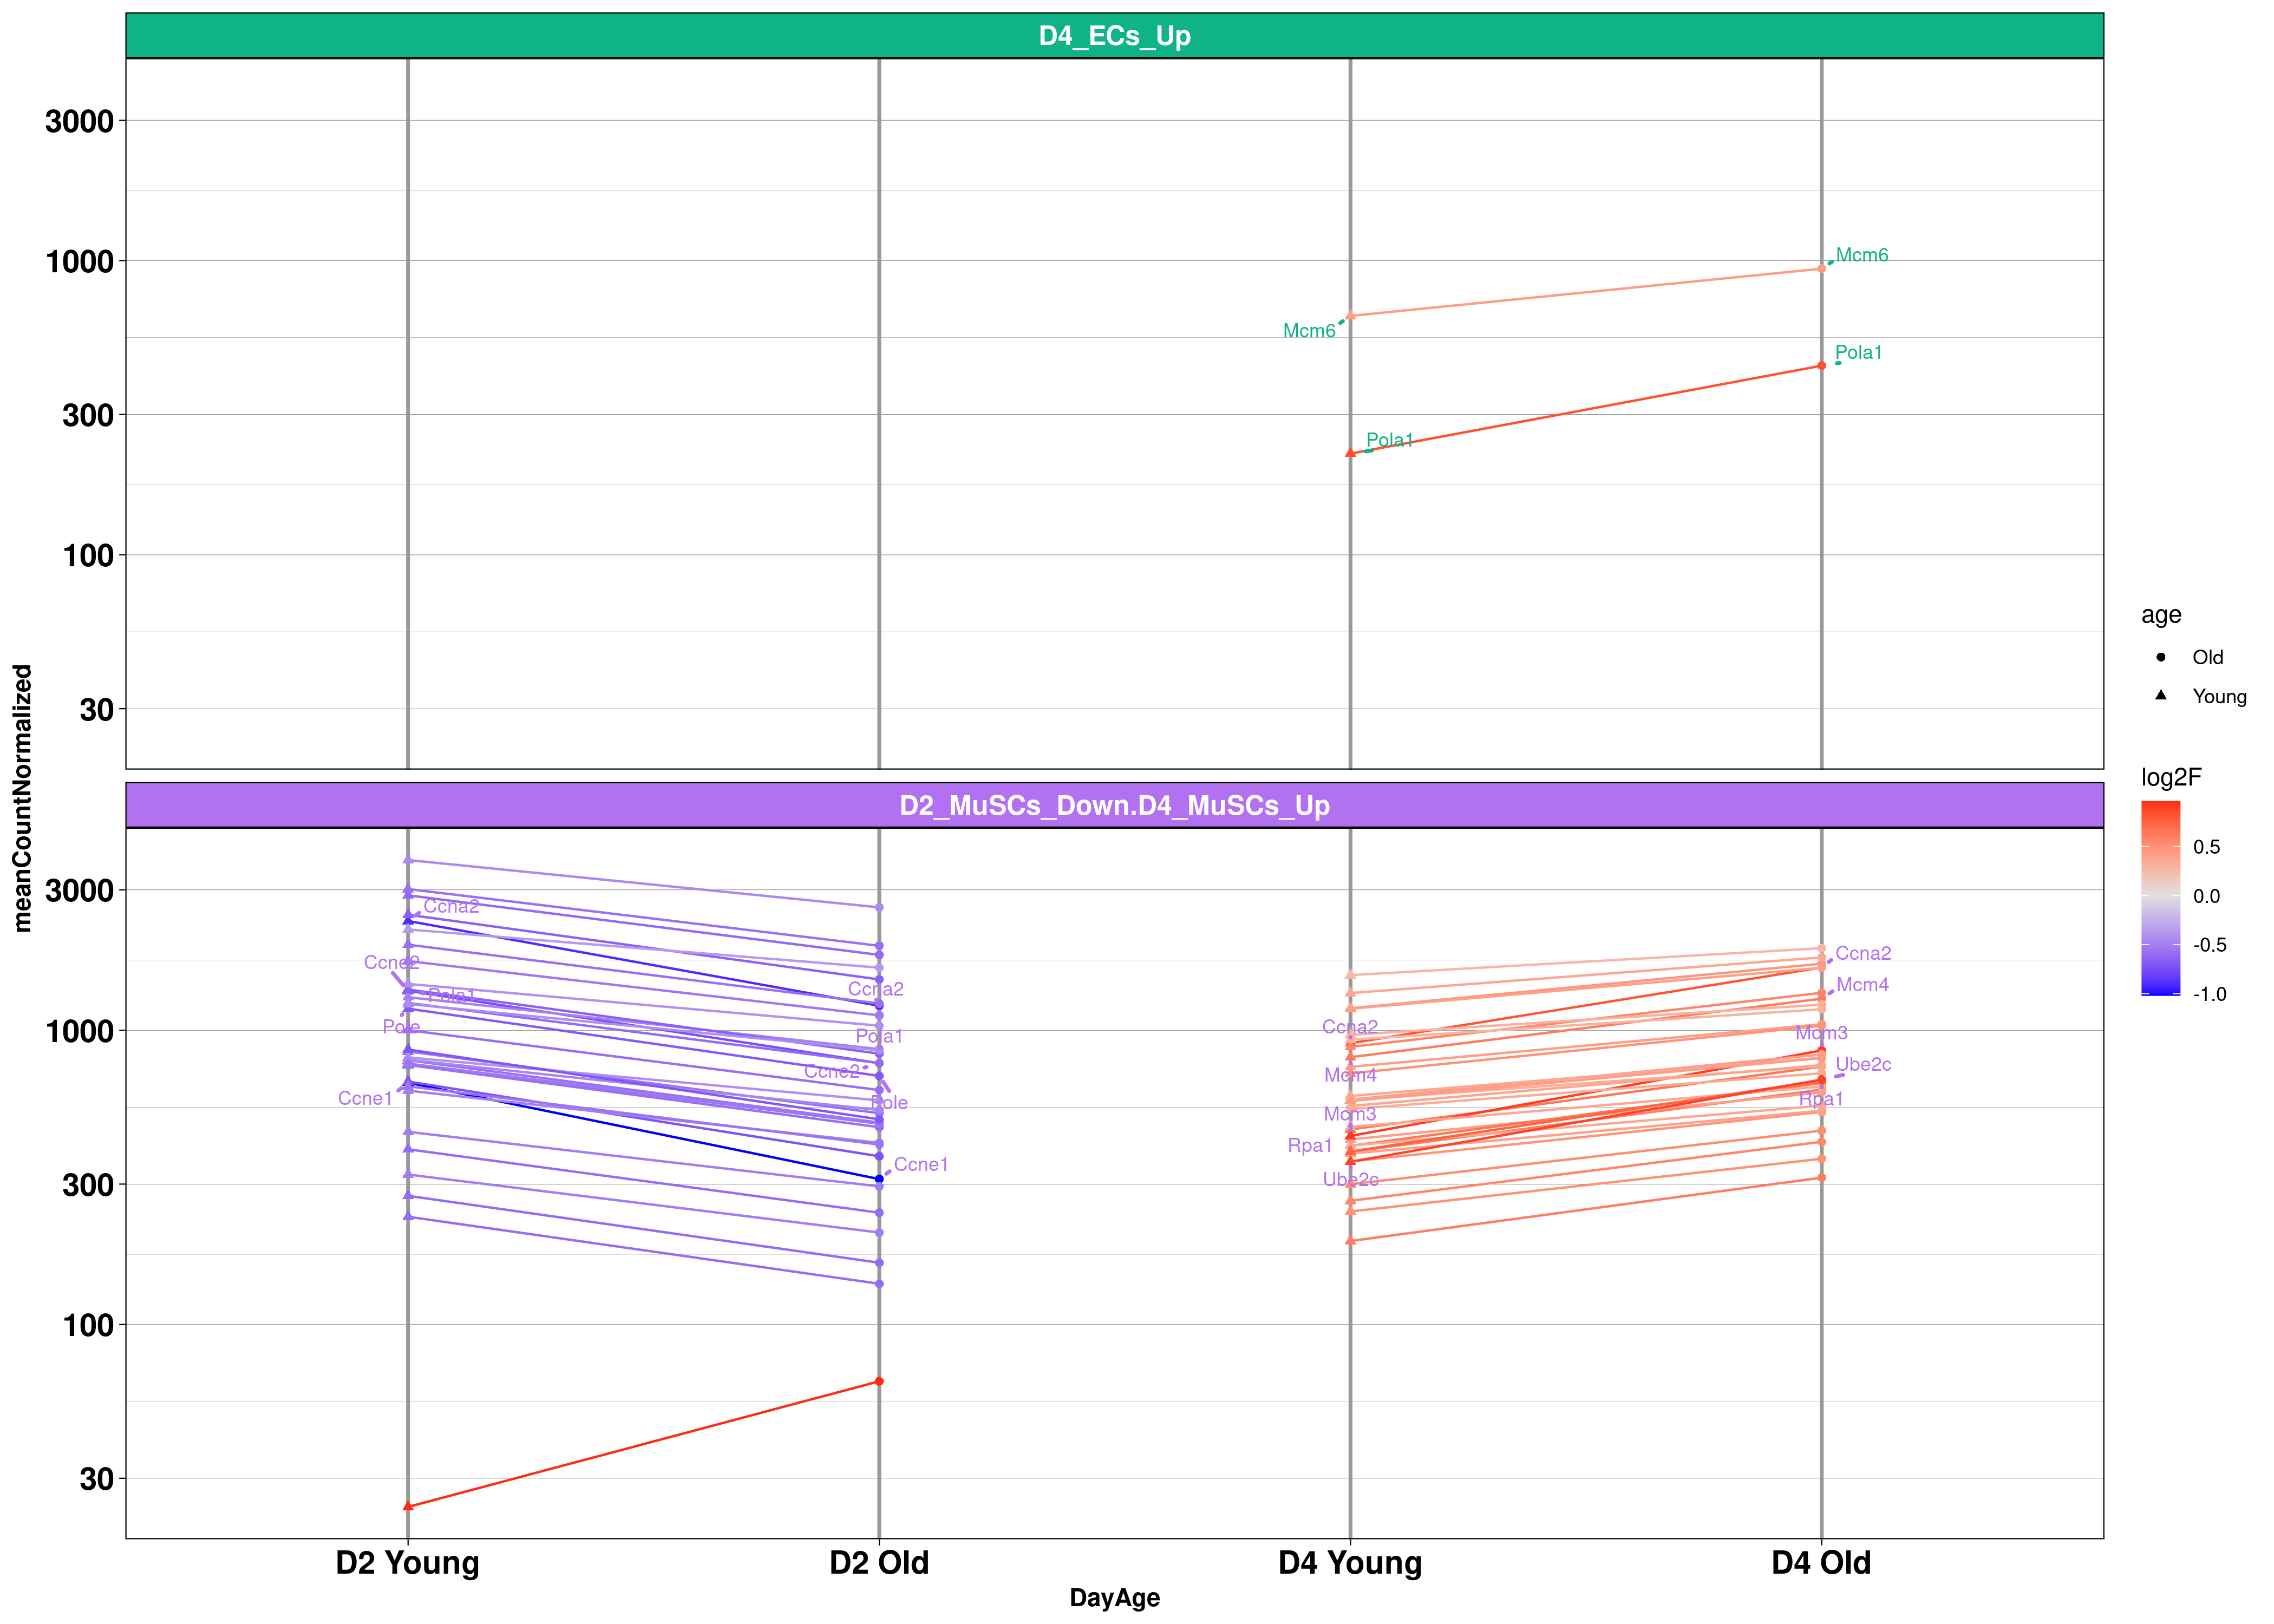 D4_ECs_Up
3000
1000
300
100
30
Mcm6
Mcm6
Pola1
Pola1
meanCountNormalized
D2_MuSCs_Down.D4_MuSCs_Up
3000
1000
300
100
30
Ccna2
Ccne2
Pola1
Pole
Ccne1
Ccna2
Pola1
Ccne2
Pole
Ccne1
Ccna2
Mcm4
Mcm3
Rpa1
Ube2c
Ccna2
Mcm4
Mcm3
Ube2c
Rpa1
D2 Young
D2 Old
D4 Young
D4 Old
DayAge
age
Old
Young
log2F
0.5
0.0
-0.5
-1.0